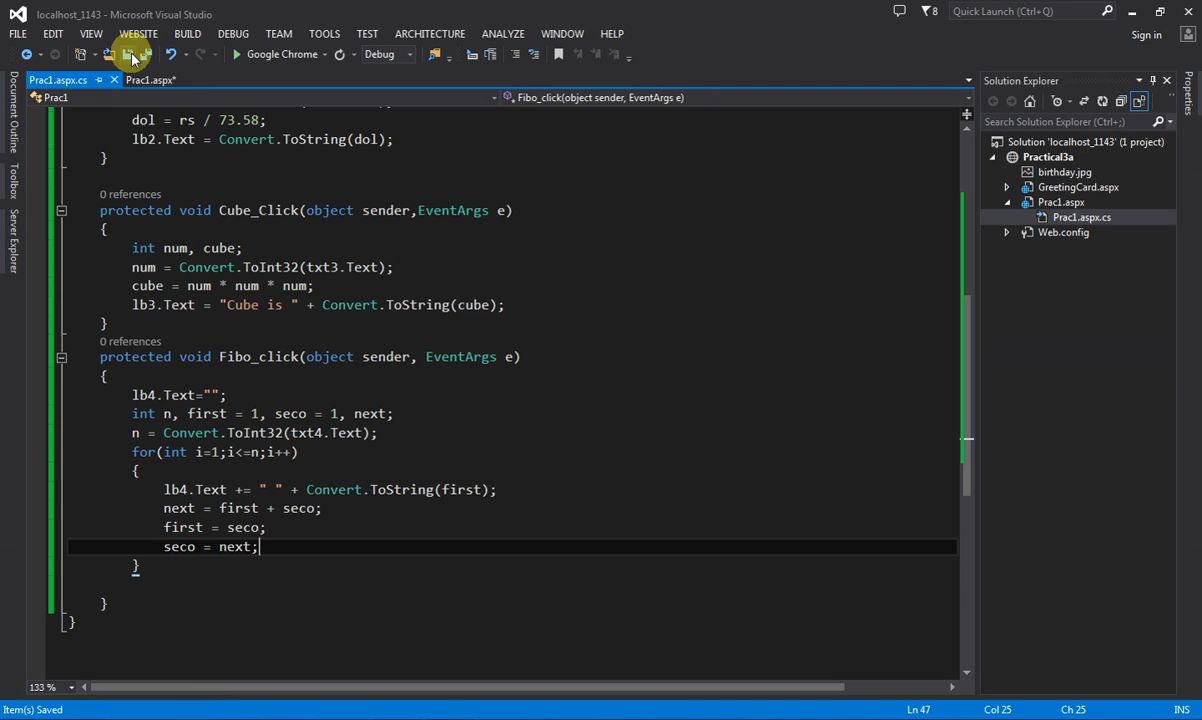 localhost_1143 - Microsoft Visual Studio
8
Quick Launch (Ctrl+Q)
FILE EDIT VIEW WEBSITE BUILD DEBUG TEAM TOOLS TEST ARCHITECTURE ANALYZE WINDOW HELP
Sign in
Google Chrome
Debug
Document Outline
Toolbox
Server Explorer
Prac1.aspx.cs
Prac1.aspx*
Prac1
Fibo_click(object sender, EventArgs e)
dol = rs / 73.58;
lb2.Text = Convert.ToString(dol);
}
0 references
protected void Cube_Click(object sender,EventArgs e)
{
int num, cube;
num = Convert.ToInt32(txt3.Text);
cube = num * num * num;
lb3.Text = "Cube is " + Convert.ToString(cube);
}
0 references
protected void Fibo_click(object sender, EventArgs e)
{
lb4.Text="";
int n, first = 1, seco = 1, next;
n = Convert.ToInt32(txt4.Text);
for(int i=1;i<=n;i++)
{
lb4.Text += " " + Convert.ToString(first);
next = first + seco;
first = seco;
seco = next;
}
}
}
133 %
Solution Explorer
Search Solution Explorer (Ctrl+;)
Solution 'localhost_1143' (1 project)
Practical3a
birthday.jpg
GreetingCard.aspx
Prac1.aspx
Prac1.aspx.cs
Web.config
Properties
Item(s) Saved
Ln 47
Col 25
Ch 25
INS